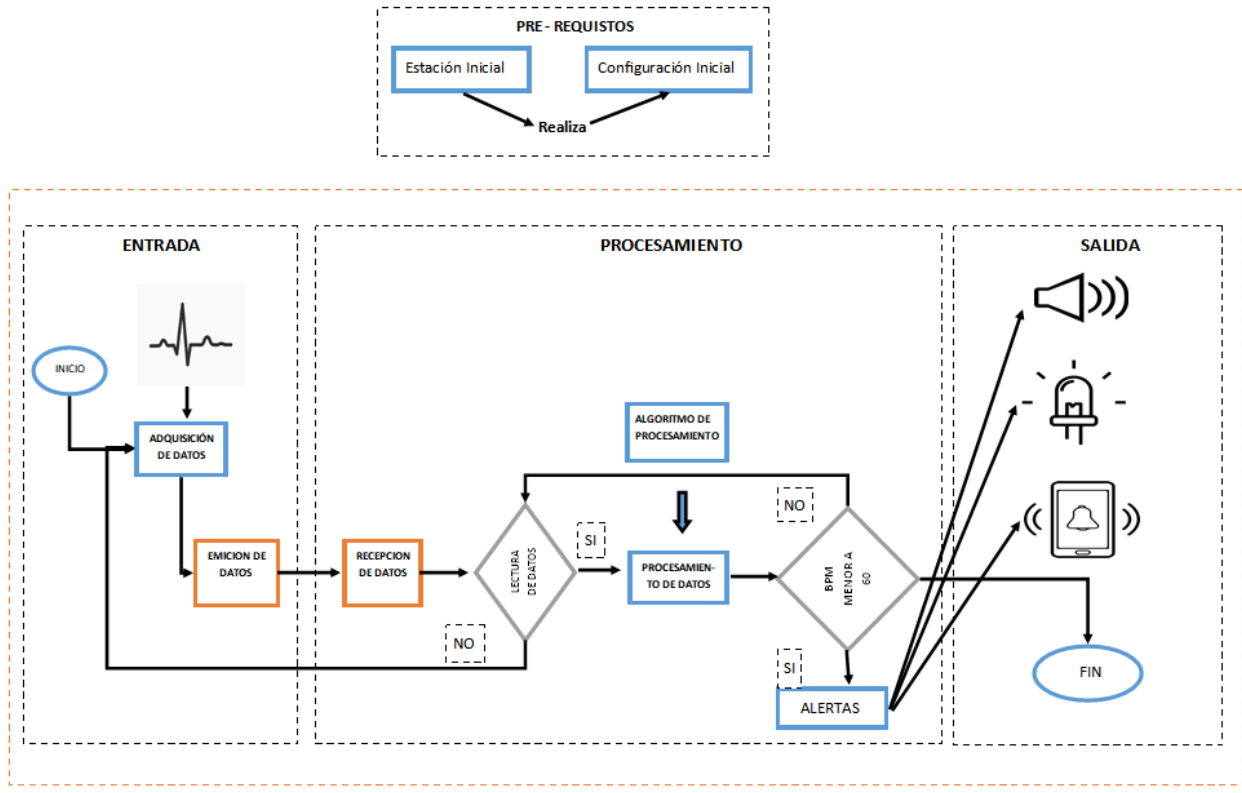 PRE - REQUISTOS
Estación Inicial
Configuración Inicial
Realiza
ENTRADA
PROCESAMIENTO
SALIDA
INICIO
ADQUISICIÓN
DE DATOS
EMICION DE
DATOS
RECEPCION
DE DATOS
LECTURA
DE DATOS
SI
NO
ALGORITMO DE
PROCESAMIENTO
PROCESAMIEN-
TO DE DATOS
NO
BPM
MENOR A
60
SI
ALERTAS
FIN